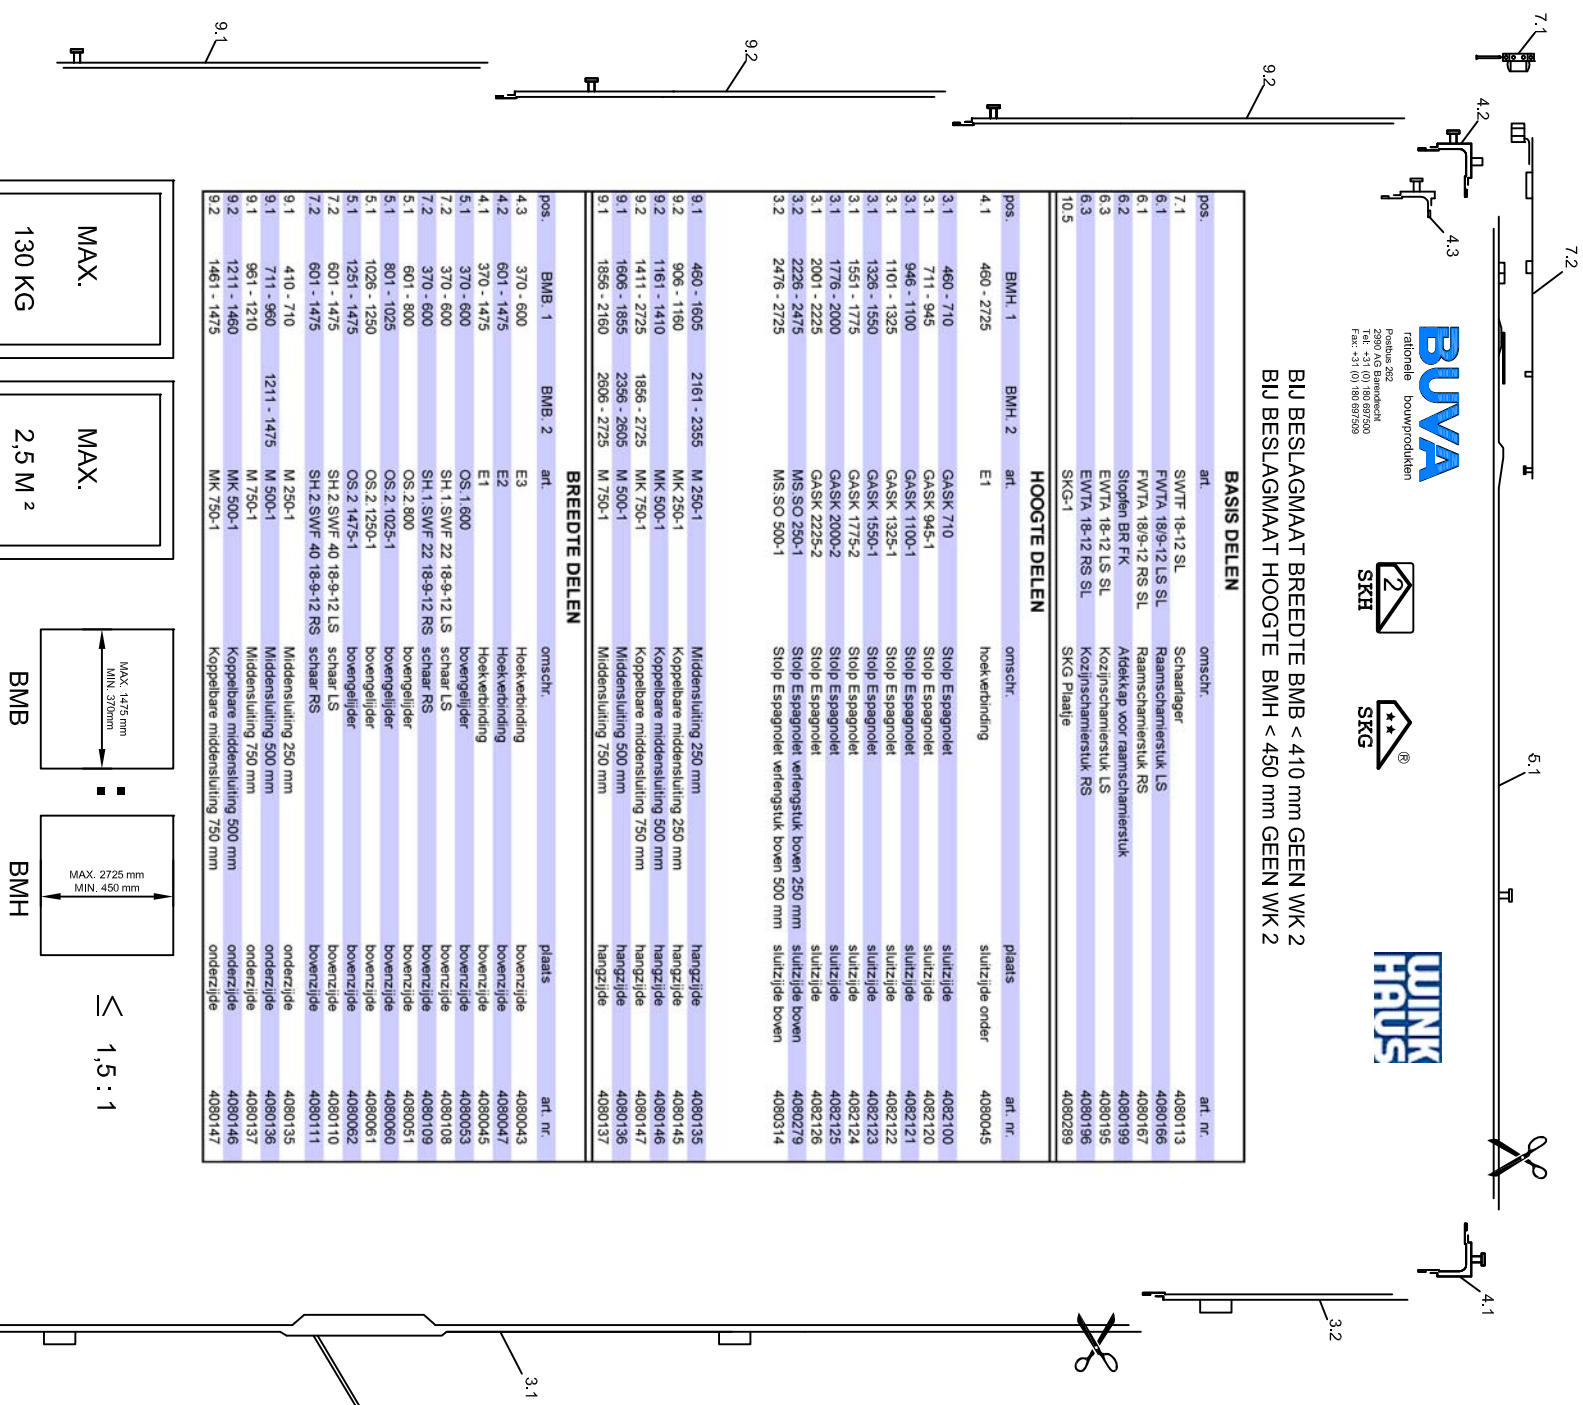 7.1
7.2
4.2
4.3
5.1
4.1
3.2
3.1
9.2
9.2
9.1
BUVA
rationele bouwprodukten
Postbus 262
2990 AG Barendrecht
Tel: +31 (0) 180 697500
Fax: +31 (0) 180 697509
2
SKH
SKG
®
WINK
HAUS
BIJ BESLAGMAAT BREEDTE BMB < 410 mm GEEN WK 2
BIJ BESLAGMAAT HOOGTE BMH < 450 mm GEEN WK 2
BASIS DELEN
pos. art. omschr. art. nr.
7.1 SWTF 18-12 SL Schaarlager 4080113
6.1 FWTA 18/9-12 LS SL Raamscharnierstuk LS 4080166
6.1 FWTA 18/9-12 RS SL Raamscharnierstuk RS 4080167
6.2 Stopfen BR FK Afdekkap voor raamscharnierstuk 4080199
6.3 EWTA 18-12 LS SL Kozijnscharnierstuk LS 4080195
6.3 EWTA 18-12 RS SL Kozijnscharnierstuk RS 4080196
10.5 SKG-1 SKG Plaatje 4080289
HOOGTE DELEN
pos. BMH. 1 BMH. 2 art. omschr. plaats art. nr.
4.1 460 - 2725 E1 hoekverbinding sluitzijde onder 4080045
3.1 460 - 710 GASK 710 Stolp Espagnolet sluitzijde 4082100
3.1 711 - 945 GASK 945-1 Stolp Espagnolet sluitzijde 4082120
3.1 946 - 1100 GASK 1100-1 Stolp Espagnolet sluitzijde 4082121
3.1 1101 - 1325 GASK 1325-1 Stolp Espagnolet sluitzijde 4082122
3.1 1326 - 1550 GASK 1550-1 Stolp Espagnolet sluitzijde 4082123
3.1 1551 - 1775 GASK 1775-2 Stolp Espagnolet sluitzijde 4082124
3.1 1776 - 2000 GASK 2000-2 Stolp Espagnolet sluitzijde 4082125
3.1 2001 - 2225 GASK 2225-2 Stolp Espagnolet sluitzijde 4082126
3.2 2226 - 2475 MS.SO 250-1 Stolp Espagnolet verlengstuk boven 250 mm sluitzijde boven 4080279
3.2 2476 - 2725 MS.SO 500-1 Stolp Espagnolet verlengstuk boven 500 mm sluitzijde boven 4080314
9.1 460 - 1605 2161 - 2355 M 250-1 Middensluiting 250 mm hangzijde 4080135
9.2 906 - 1160 MK 250-1 Koppelbare middensluiting 250 mm hangzijde 4080145
9.2 1161 - 1410 MK 500-1 Koppelbare middensluiting 500 mm hangzijde 4080146
9.2 1411 - 2725 1856 - 2725 MK 750-1 Koppelbare middensluiting 750 mm hangzijde 4080147
9.1 1606 - 1855 2356 - 2605 M 500-1 Middensluiting 500 mm hangzijde 4080136
9.1 1856 - 2160 2606 - 2725 M 750-1 Middensluiting 750 mm hangzijde 4080137
BREEDTE DELEN
pos. BMB. 1 BMB. 2 art. omschr. plaats art. nr.
4.3 370 - 600 E3 Hoekverbinding bovenzijde 4080043
4.2 601 - 1475 E2 Hoekverbinding bovenzijde 4080047
4.1 370 - 1475 E1 Hoekverbinding bovenzijde 4080045
5.1 370 - 600 OS.1.600 bovengelijder bovenzijde 4080053
7.2 370 - 600 SH.1.SWF 22 18-9-12 LS schaar LS bovenzijde 4080108
7.2 370 - 600 SH.1.SWF 22 18-9-12 RS schaar RS bovenzijde 4080109
5.1 601 - 800 OS.2.800 bovengelijder bovenzijde 4080051
5.1 801 - 1025 OS.2.1025-1 bovengelijder bovenzijde 4080060
5.1 1026 - 1250 OS.2.1250-1 bovengelijder bovenzijde 4080061
5.1 1251 - 1475 OS.2 1475-1 bovengelijder bovenzijde 4080062
7.2 601 - 1475 SH.2.SWF 40 18-9-12 LS schaar LS bovenzijde 4080110
7.2 601 - 1475 SH.2.SWF 40 18-9-12 RS schaar RS bovenzijde 4080111
9.1 410 - 710 M 250-1 Middensluiting 250 mm onderzijde 4080135
9.1 711 - 960 1211 - 1475 M 500-1 Middensluiting 500 mm onderzijde 4080136
9.1 961 - 1210 M 750-1 Middensluiting 750 mm onderzijde 4080137
9.2 1211 - 1460 MK 500-1 Koppelbare middensluiting 500 mm onderzijde 4080146
9.2 1461 - 1475 MK 750-1 Koppelbare middensluiting 750 mm onderzijde 4080147
MAX.
130 KG
MAX.
2,5 M ²
MAX. 1475 mm
MIN. 370mm
BMB
:
MAX. 2725 mm
MIN. 450 mm
BMH
≤ 1,5 : 1